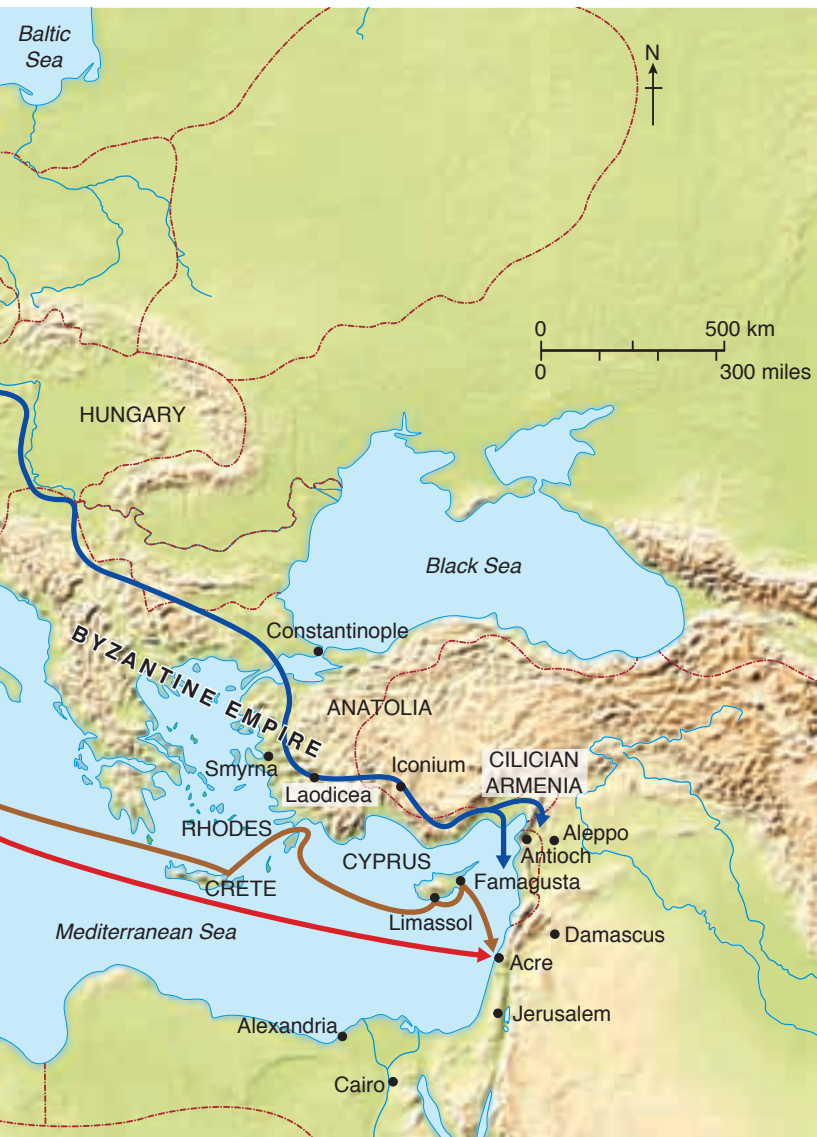 Baltic
Sea
N
0 500 km
0 300 miles
HUNGARY
Black Sea
Constantinople
BYZANTINE EMPIRE
ANATOLIA
Smyrna
Laodicea
Iconium
CILICIAN
ARMENIA
Aleppo
Antioch
RHODES
CYPRUS
CRETE
Famagusta
Limassol
Mediterranean Sea
Damascus
Acre
Jerusalem
Alexandria
Cairo